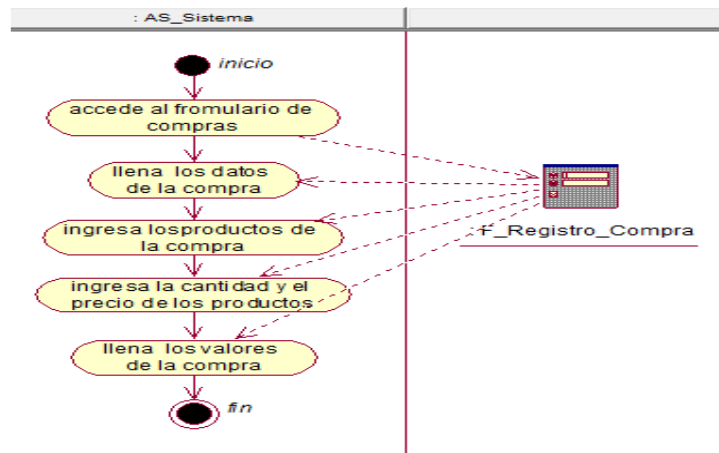 : AS_Sistema
inicio
accede al fromulario de
compras
llena los datos
de la compra
ingresa losproductos de
la compra
: F_Registro_Compra
ingresa la cantidad y el
precio de los productos
llena los valores
de la compra
fin